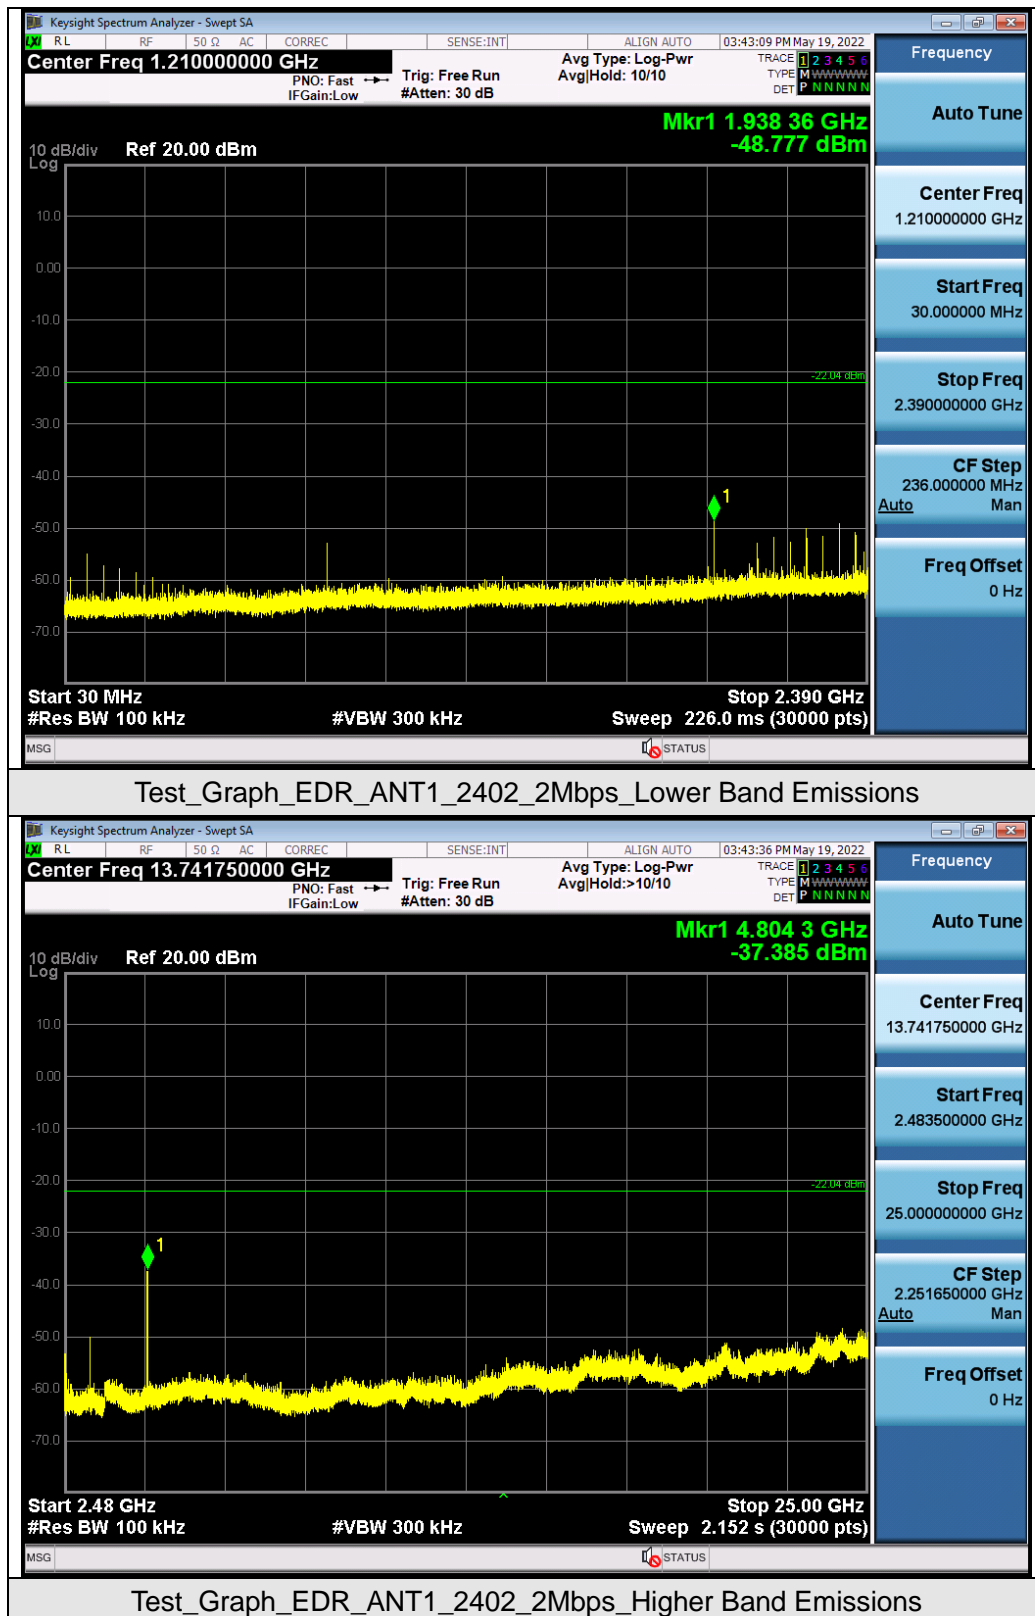 Keysight Spectrum Analyzer - Swept SA
LXI RL RF 50 Ω AC CORREC SENSE:INT ALIGN AUTO 03:43:09 PM May 19, 2022
Center Freq 1.210000000 GHz
PNO: Fast
IFGain:Low
Trig: Free Run
#Atten: 30 dB
Avg Type: Log-Pwr
Avg|Hold: 10/10
TRACE 1 2 3 4 5 6
TYPE M WWWWW
DET P N N N N N
Mkr1 1.938 36 GHz
-48.777 dBm
10 dB/div Ref 20.00 dBm
Log
10.0
0.00
-10.0
-20.0
-22.04 dBm
-30.0
-40.0
1
-50.0
-60.0
-70.0
Start 30 MHz Stop 2.390 GHz
#Res BW 100 kHz #VBW 300 kHz Sweep 226.0 ms (30000 pts)
MSG STATUS
Frequency
Auto Tune
Center Freq
1.210000000 GHz
Start Freq
30.000000 MHz
Stop Freq
2.390000000 GHz
CF Step
236.000000 MHz
Auto Man
Freq Offset
0 Hz
Test_Graph_EDR_ANT1_2402_2Mbps_Lower Band Emissions
Keysight Spectrum Analyzer - Swept SA
LXI RL RF 50 Ω AC CORREC SENSE:INT ALIGN AUTO 03:43:36 PM May 19, 2022
Center Freq 13.741750000 GHz
PNO: Fast
IFGain:Low
Trig: Free Run
#Atten: 30 dB
Avg Type: Log-Pwr
Avg|Hold:>10/10
TRACE 1 2 3 4 5 6
TYPE M WWWWW
DET P N N N N N
Mkr1 4.804 3 GHz
-37.385 dBm
10 dB/div Ref 20.00 dBm
Log
10.0
0.00
-10.0
-20.0
-22.04 dBm
-30.0
1
-40.0
-50.0
-60.0
-70.0
Start 2.48 GHz Stop 25.00 GHz
#Res BW 100 kHz #VBW 300 kHz Sweep 2.152 s (30000 pts)
MSG STATUS
Frequency
Auto Tune
Center Freq
13.741750000 GHz
Start Freq
2.483500000 GHz
Stop Freq
25.000000000 GHz
CF Step
2.251650000 GHz
Auto Man
Freq Offset
0 Hz
Test_Graph_EDR_ANT1_2402_2Mbps_Higher Band Emissions